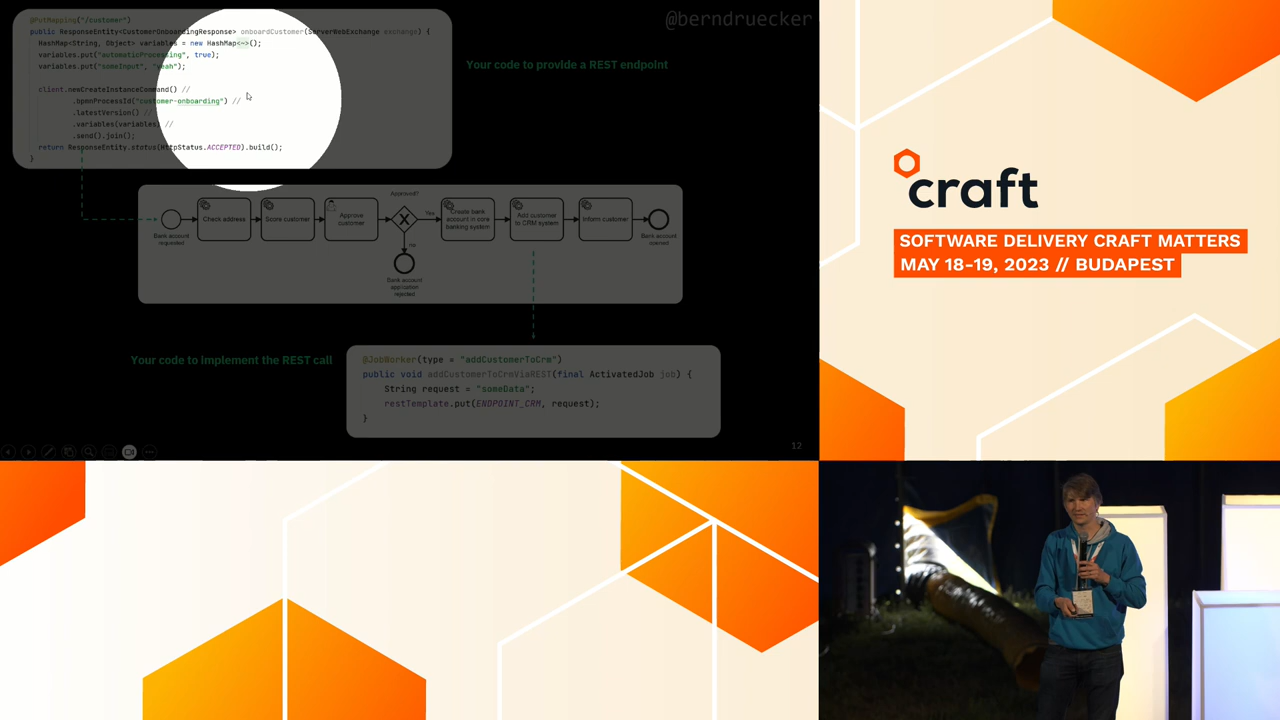 @PutMapping("/customer")
public ResponseEntity<CustomerOnboardingResponse> onboardCustomer(ServerWebExchange exchange) {
HashMap<String, Object> variables = new HashMap<~>();
variables.put("automaticProcessing", true);
variables.put("someInput", "yeah");
client.newCreateInstanceCommand() //
.bpmnProcessId("customer-onboarding") //
.latestVersion() //
.variables(variables) //
.send().join();
return ResponseEntity.status(HttpStatus.ACCEPTED).build();
}
@berndruecker
Your code to provide a REST endpoint
Bank account
requested
Check address
Score customer
Approve
customer
Approved?
Yes
No
Bank account
application
rejected
Create bank
account in core
banking system
Add customer
to CRM system
Inform customer
Bank account
opened
Your code to implement the REST call
@JobWorker(type = "addCustomerToCrm")
public void addCustomerToCrmViaREST(final ActivatedJob job) {
String request = "someData";
restTemplate.put(ENDPOINT_CRM, request);
}
12
craft
SOFTWARE DELIVERY CRAFT MATTERS
MAY 18-19, 2023 // BUDAPEST